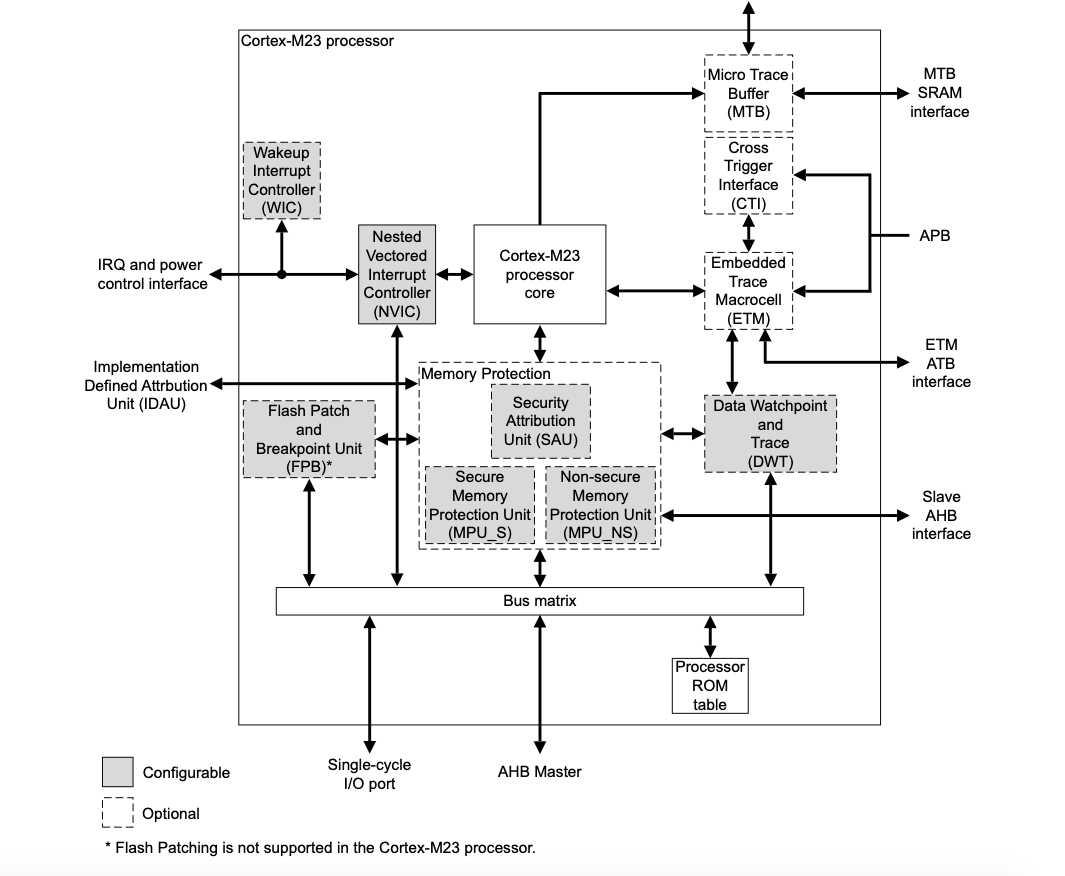 Cortex-M23 processor
Micro Trace
Buffer
(MTB)
MTB
SRAM
interface
Cross
Trigger
Interface
(CTI)
Wakeup
Interrupt
Controller
(WIC)
APB
Nested
Vectored
Interrupt
Controller
(NVIC)
Cortex-M23
processor
core
IRQ and power
control interface
Embedded
Trace
Macrocell
(ETM)
ETM
ATB
interface
Implementation
Defined Attrbution
Unit (IDAU)
Memory Protection
Security
Attribution
Unit (SAU)
Flash Patch
and
Breakpoint Unit
(FPB)*
Data Watchpoint
and
Trace
(DWT)
Secure
Memory
Protection Unit
(MPU_S)
Non-secure
Memory
Protection Unit
(MPU_NS)
Slave
AHB
interface
Bus matrix
Processor
ROM
table
Single-cycle
I/O port
AHB Master
Configurable
Optional
* Flash Patching is not supported in the Cortex-M23 processor.